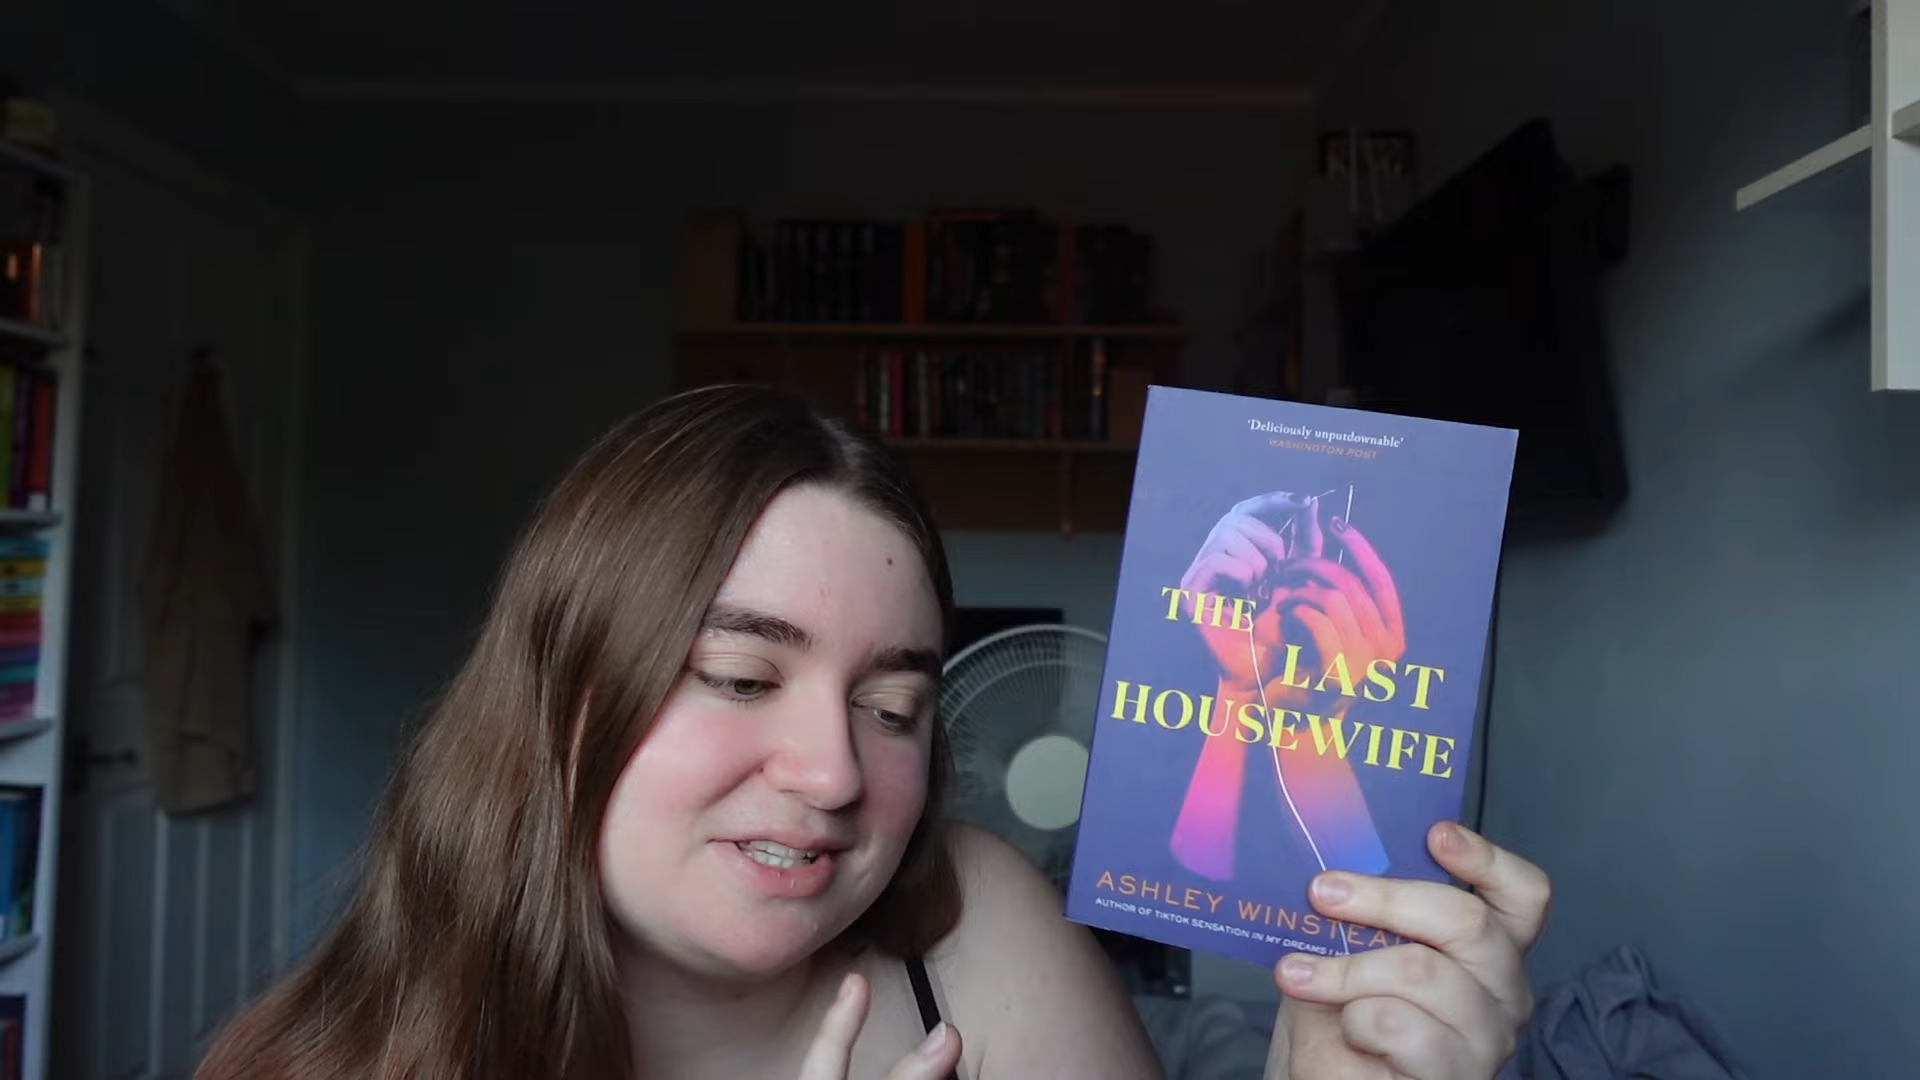 'Deliciously unputdownable'
WASHINGTON POST
THE
LAST
HOUSEWIFE
ASHLEY WINSTEA
AUTHOR OF TIKTOK SENSATION IN MY DREAMS I